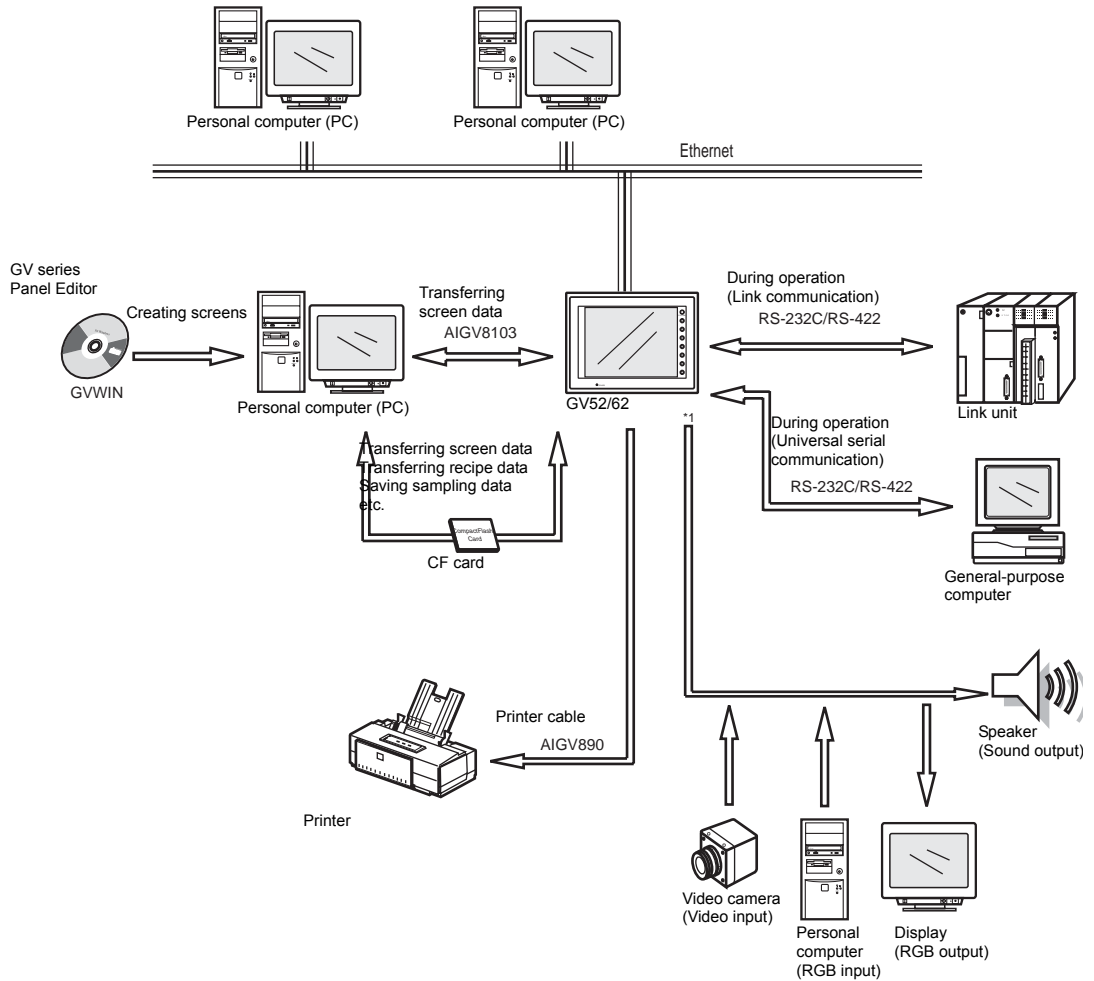 Personal computer (PC)
Personal computer (PC)
Ethernet
GV series
Panel Editor
Creating screens
GVWIN
Personal computer (PC)
Transferring
screen data
AIGV8103
GV52/62
During operation
(Link communication)
RS-232C/RS-422
Link unit
*1
During operation
(Universal serial
communication)
RS-232C/RS-422
General-purpose
computer
Transferring screen data
Transferring recipe data
Saving sampling data
etc.
CompactFlash
Card
CF card
Printer cable
AIGV890
Printer
Speaker
(Sound output)
Video camera
(Video input)
Personal
computer
(RGB input)
Display
(RGB output)